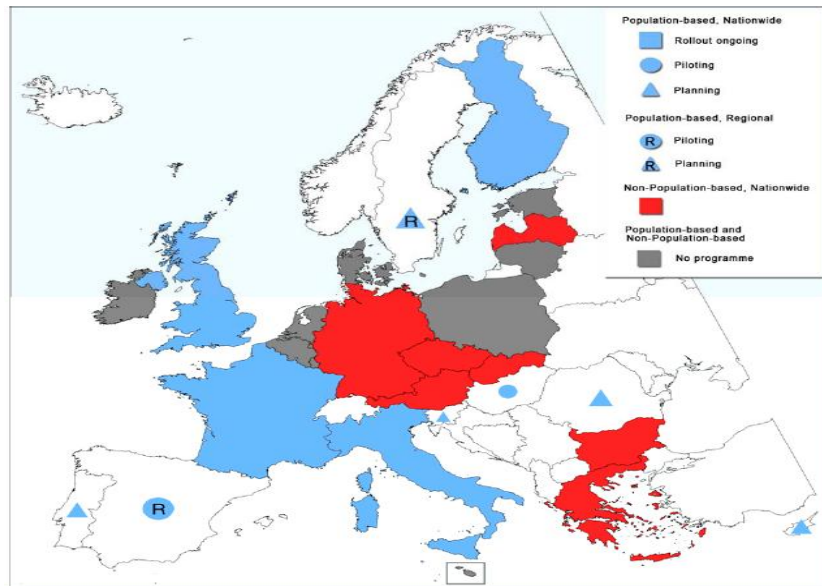 Population-based, Nationwide
Rollout ongoing
Piloting
Planning
Population-based, Regional
R Piloting
R Planning
Non-Population-based, Nationwide
Population-based and
Non-Population-based
No programme
R
R